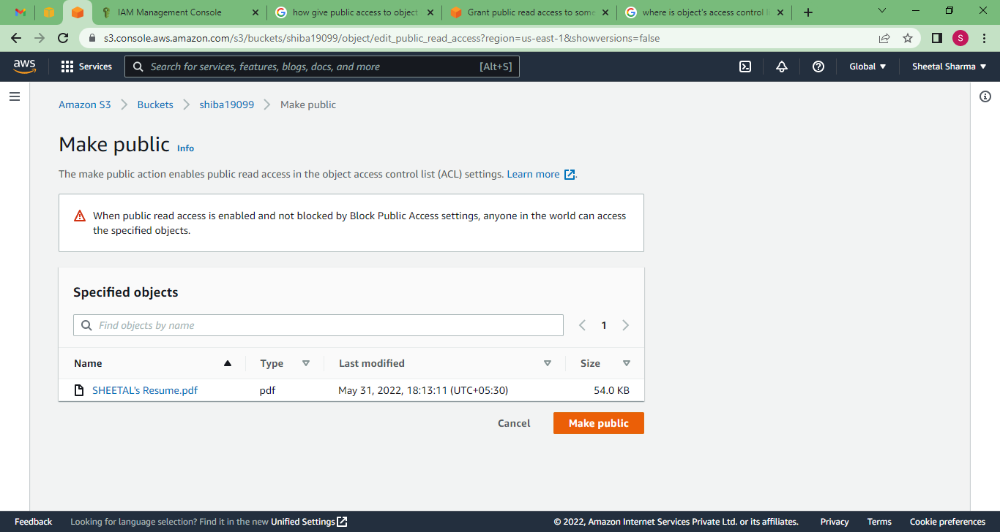 IAM Management Console
how give public access to object
Grant public read access to some
where is object's access control li
s3.console.aws.amazon.com/s3/buckets/shiba19099/object/edit_public_read_access?region=us-east-1&showversions=false
S
aws
Services
Search for services, features, blogs, docs, and more
[Alt+S]
Global
Sheetal Sharma
Amazon S3
Buckets
shiba19099
Make public
Make public
Info
The make public action enables public read access in the object access control list (ACL) settings. Learn more.
When public read access is enabled and not blocked by Block Public Access settings, anyone in the world can access
the specified objects.
Specified objects
Find objects by name
1
Name
Type
Last modified
Size
SHEETAL's Resume.pdf
pdf
May 31, 2022, 18:13:11 (UTC+05:30)
54.0 KB
Cancel
Make public
Feedback
Looking for language selection? Find it in the new Unified Settings
© 2022, Amazon Internet Services Private Ltd. or its affiliates.
Privacy
Terms
Cookie preferences